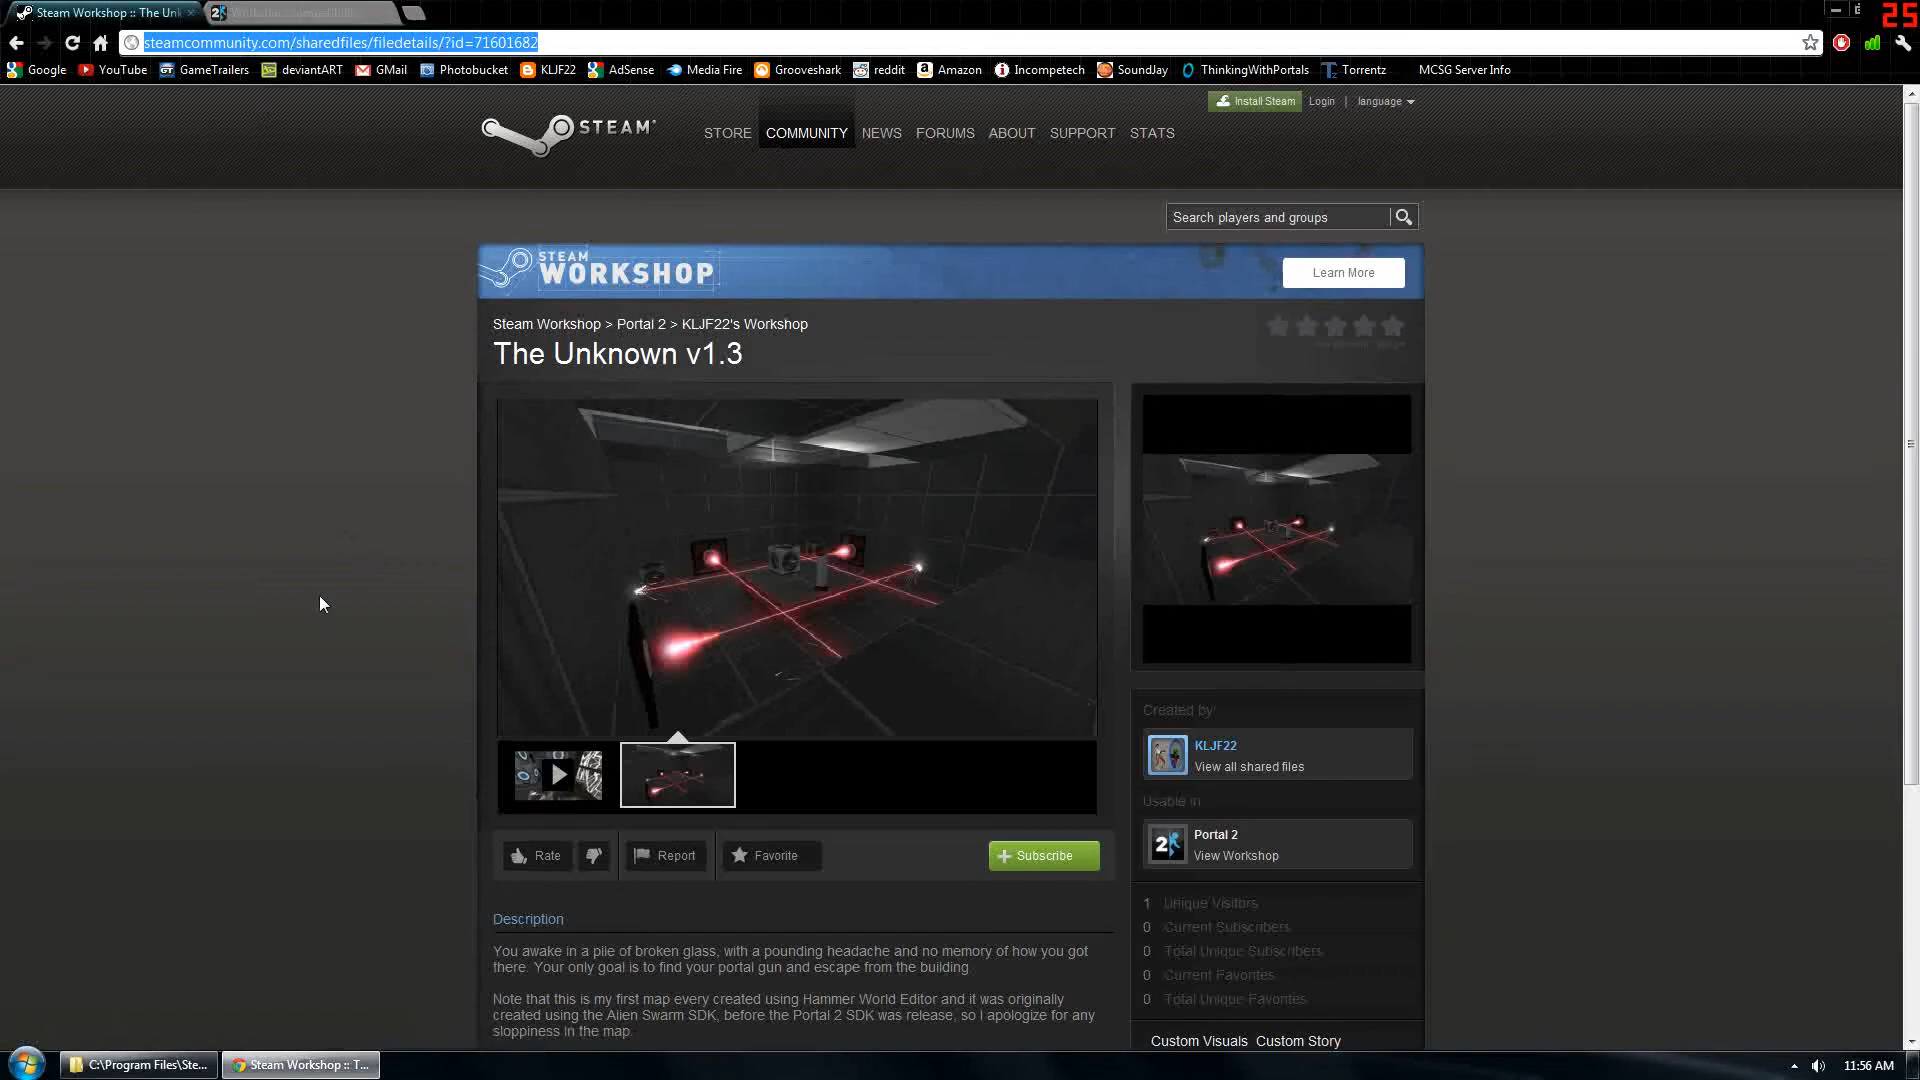 Steam Workshop :: The Unk
25
steamcommunity.com/sharedfiles/filedetails/?id=71601682
Google YouTube GameTrailers deviantART GMail Photobucket KLJF22 AdSense Media Fire Grooveshark reddit Amazon Incompetech SoundJay ThinkingWithPortals Torrentz MCSG Server Info
Install Steam Login | language
STEAM
STORE COMMUNITY NEWS FORUMS ABOUT SUPPORT STATS
Search players and groups
STEAM
WORKSHOP
Learn More
Steam Workshop > Portal 2 > KLJF22's Workshop
The Unknown v1.3
Created by
KLJF22
View all shared files
Usable in
Portal 2
View Workshop
Rate Report Favorite Subscribe
1 Unique Visitors
0 Current Subscribers
0 Total Unique Subscribers
0 Current Favorites
0 Total Unique Favorites
Description
You awake in a pile of broken glass, with a pounding headache and no memory of how you got
there. Your only goal is to find your portal gun and escape from the building
Note that this is my first map every created using Hammer World Editor and it was originally
created using the Alien Swarm SDK, before the Portal 2 SDK was release, so I apologize for any
sloppiness in the map.
Custom Visuals Custom Story
C:\Program Files\Ste... Steam Workshop :: T... 11:56 AM